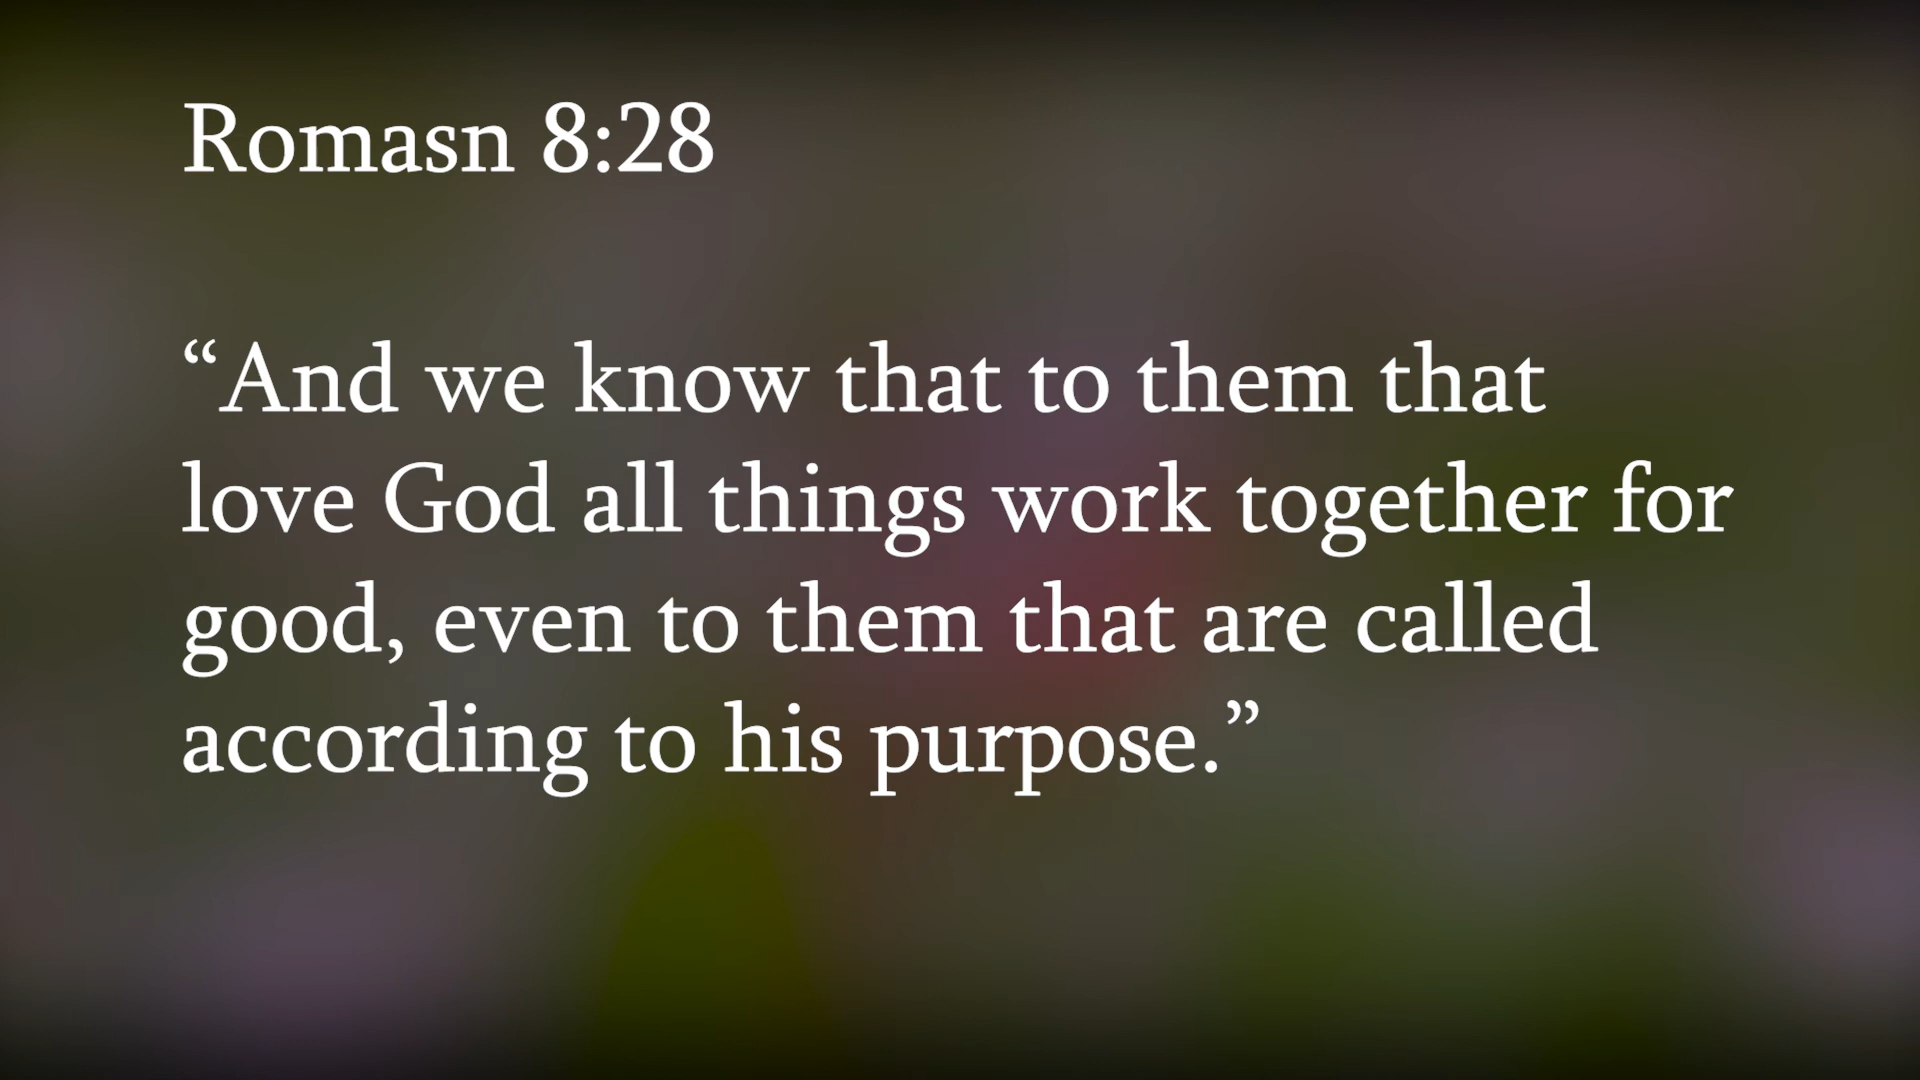 Romasn 8:28
“And we know that to them that
love God all things work together for
good, even to them that are called
according to his purpose.”